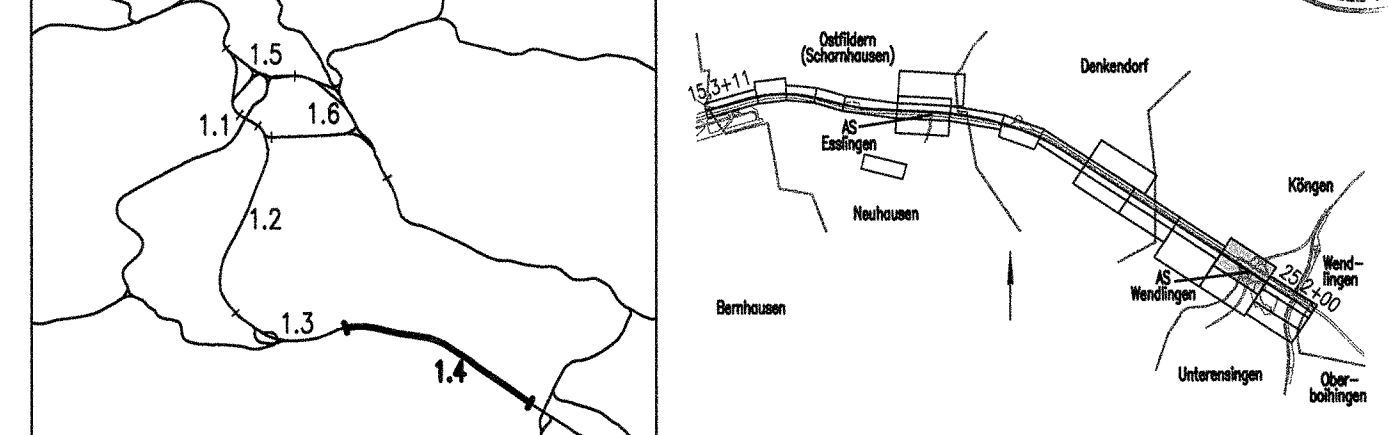 1.5
1.6
1.1
1.2
1.3
1.4
Ostfildern
(Scharnhausen)
Denkendorf
15,3+11
AS
Esslingen
Neuhausen
Köngen
Bernhausen
AS
Wendlingen
25,2+00
Wend-
lingen
Unterensingen
Ober-
boihingen